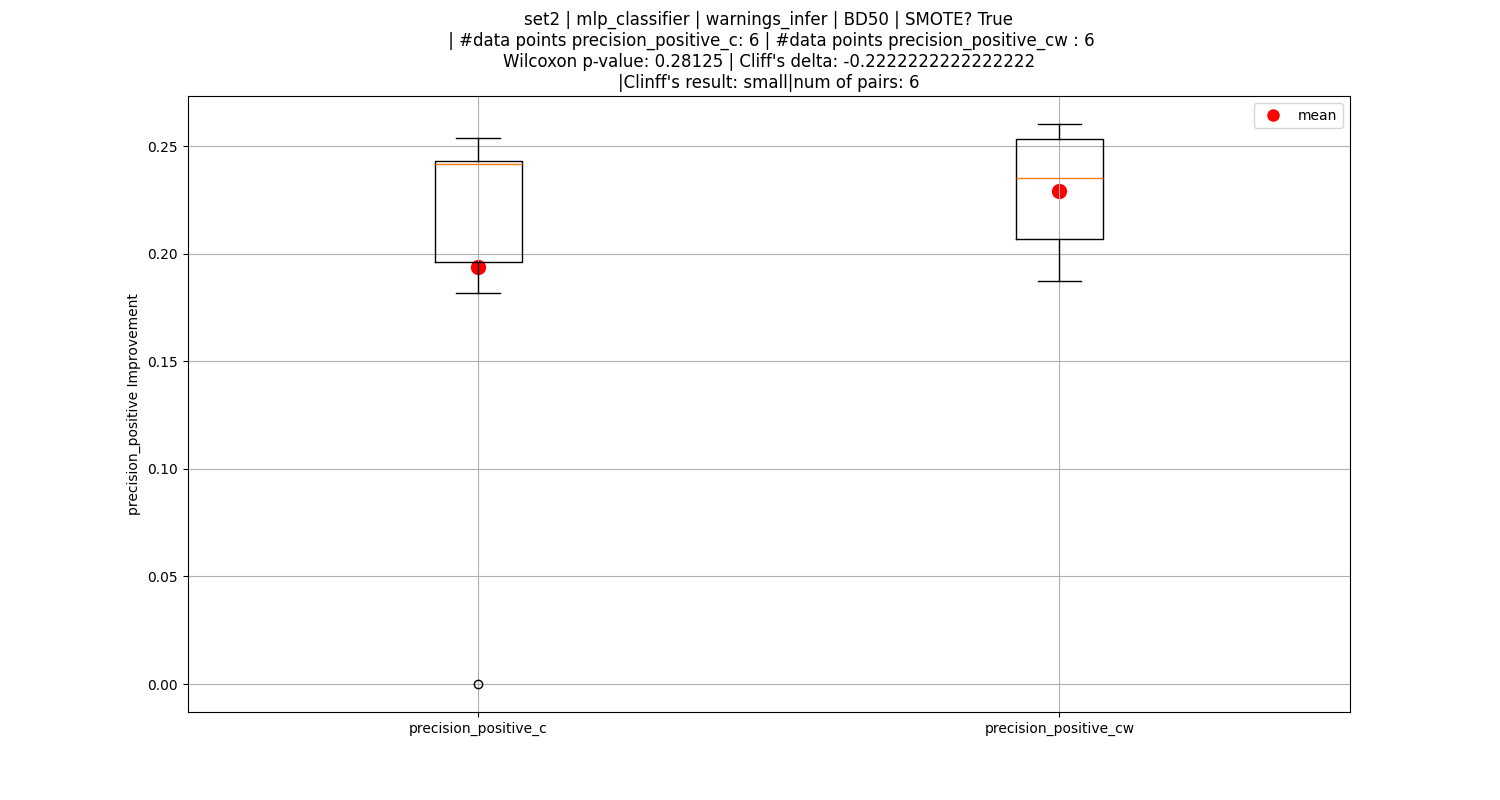 set2 | mlp_classifier | warnings_infer | BD50 | SMOTE? True
| #data points precision_positive_c: 6 | #data points precision_positive_cw : 6
Wilcoxon p-value: 0.28125 | Cliff's delta: -0.2222222222222222
|Clinff's result: small|num of pairs: 6
mean
precision_positive Improvement
0.25
0.20
0.15
0.10
0.05
0.00
precision_positive_c
precision_positive_cw